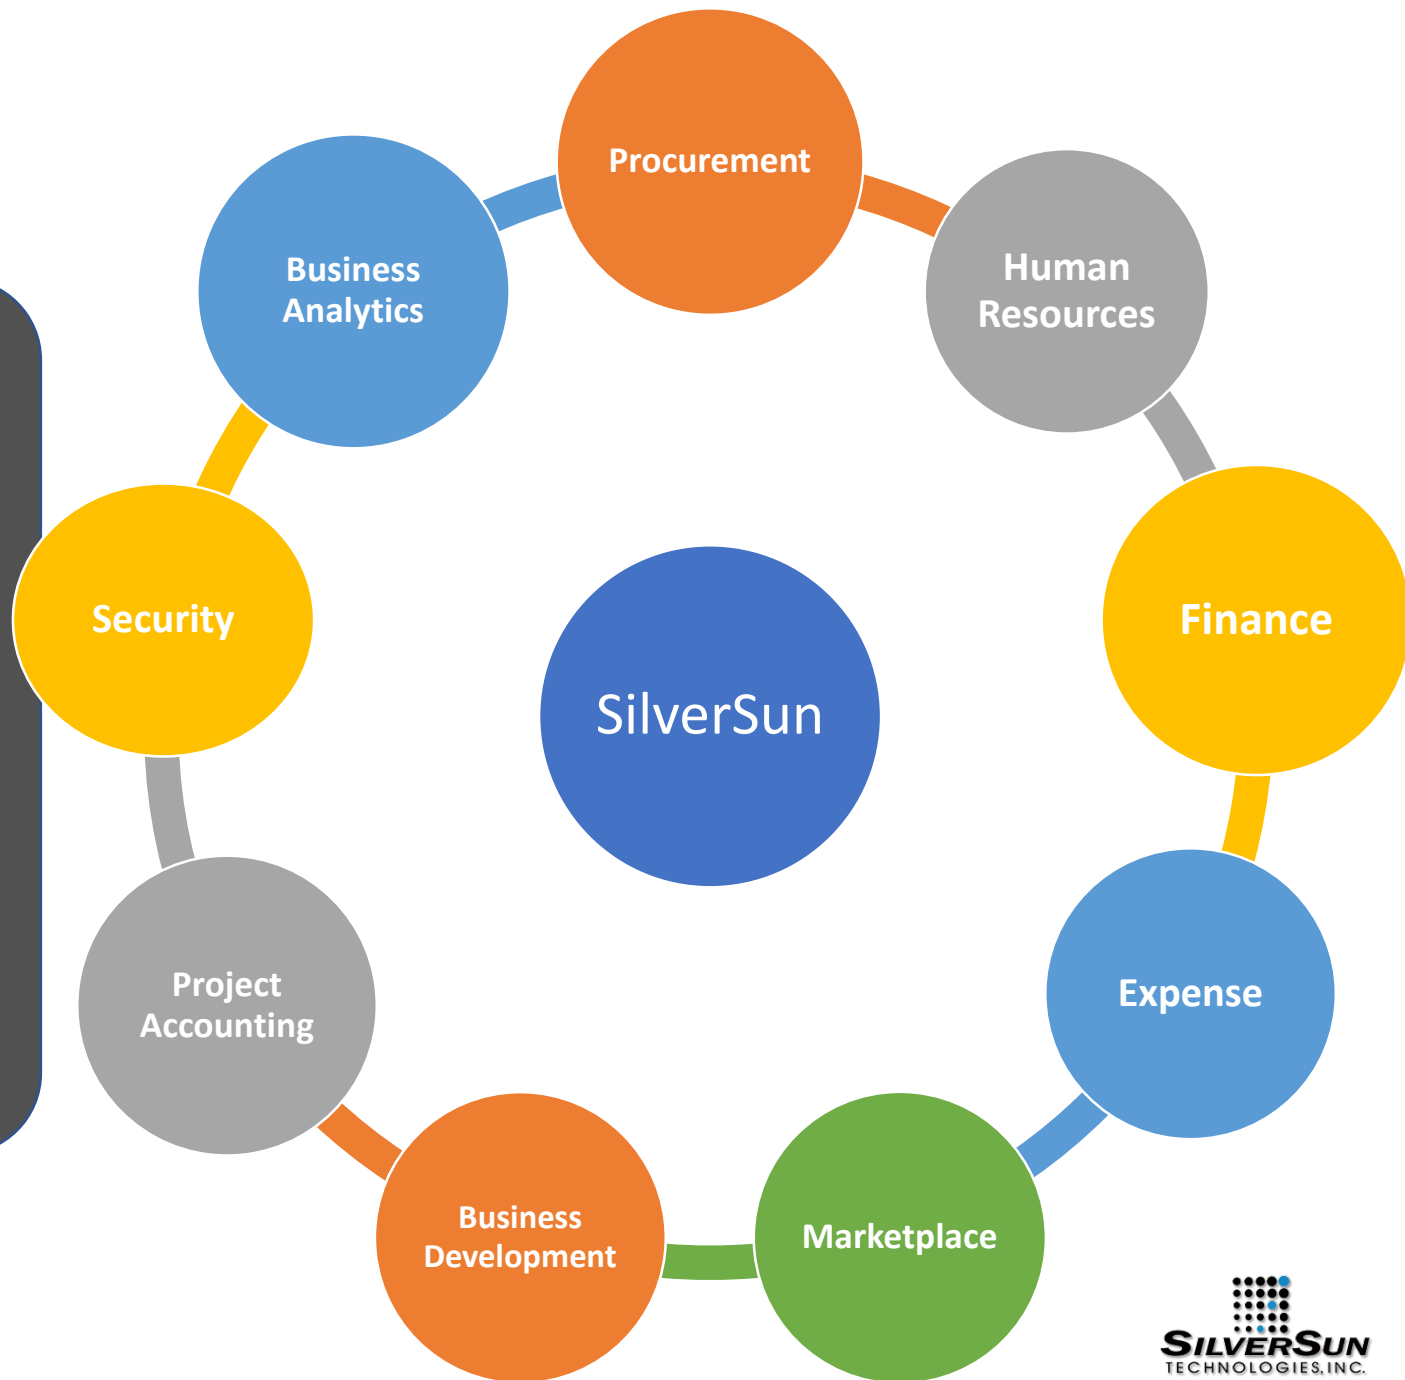 Procurement
Human
Resources
Finance
Expense
Marketplace
Business
Development
Project
Accounting
Security
Business
Analytics
SilverSun
SILVERSUN
TECHNOLOGIES, INC.